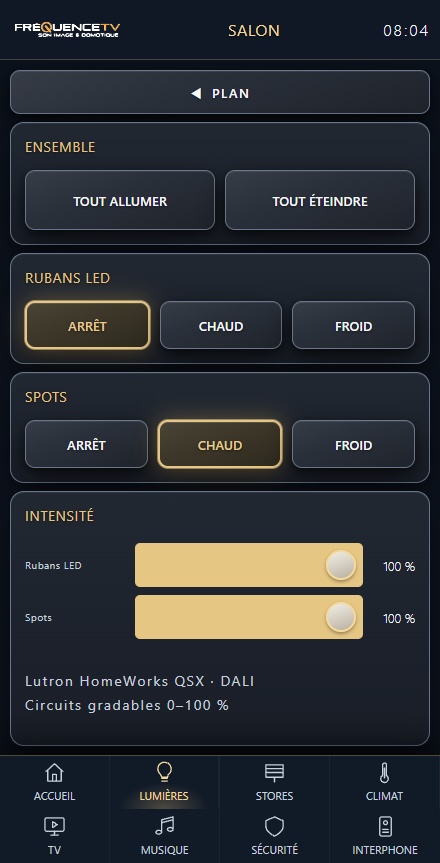 FRÉQUENCETV
SON IMAGE & DOMOTIQUE
SALON
08:04
◀ PLAN
ENSEMBLE
TOUT ALLUMER
TOUT ÉTEINDRE
RUBANS LED
ARRÊT
CHAUD
FROID
SPOTS
ARRÊT
CHAUD
FROID
INTENSITÉ
Rubans LED
100 %
Spots
100 %
Lutron HomeWorks QSX · DALI
Circuits gradables 0–100 %
ACCUEIL
LUMIÈRES
STORES
CLIMAT
TV
MUSIQUE
SÉCURITÉ
INTERPHONE